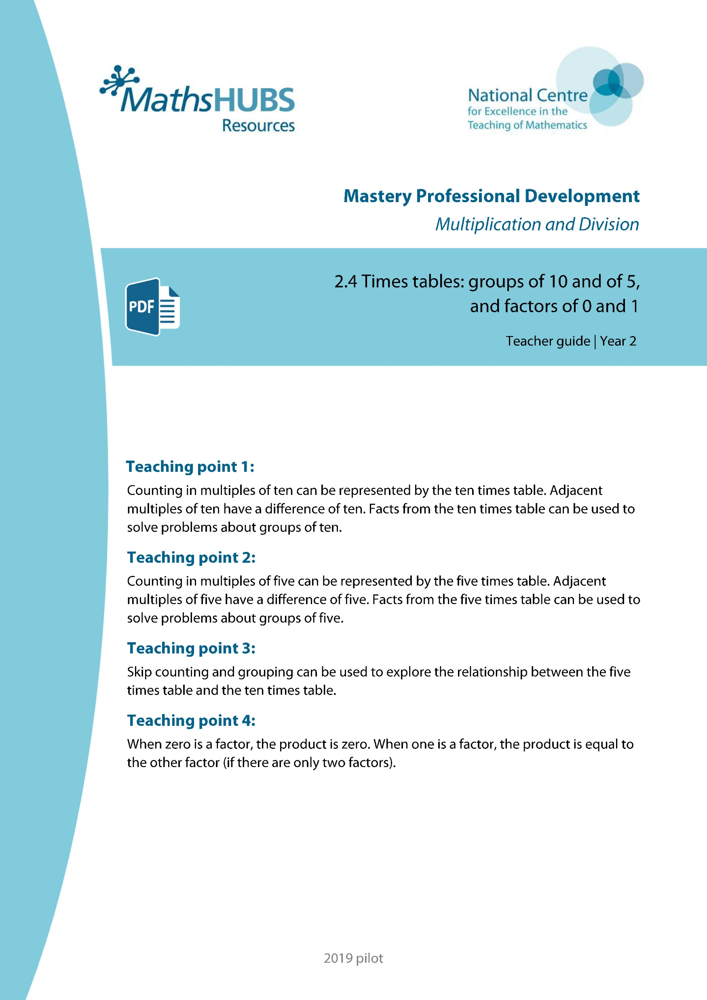 MathsHUBS
Resources
National Centre
for Excellence in the
Teaching of Mathematics
Mastery Professional Development
Multiplication and Division
2.4 Times tables: groups of 10 and of 5,
and factors of 0 and 1
PDF
Teacher guide | Year 2
Teaching point 1:
Counting in multiples of ten can be represented by the ten times table. Adjacent
multiples of ten have a difference of ten. Facts from the ten times table can be used to
solve problems about groups of ten.
Teaching point 2:
Counting in multiples of five can be represented by the five times table. Adjacent
multiples of five have a difference of five. Facts from the five times table can be used to
solve problems about groups of five.
Teaching point 3:
Skip counting and grouping can be used to explore the relationship between the five
times table and the ten times table.
Teaching point 4:
When zero is a factor, the product is zero. When one is a factor, the product is equal to
the other factor (if there are only two factors).
2019 pilot